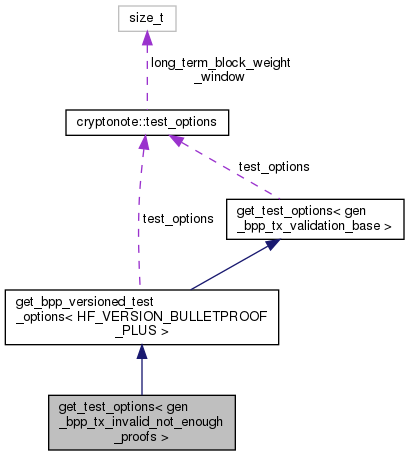 size_t
long_term_block_weight
_window
cryptonote::test_options
test_options
test_options
get_test_options< gen
_bpp_tx_validation_base >
get_bpp_versioned_test
_options< HF_VERSION_BULLETPROOF
_PLUS >
get_test_options< gen
_bpp_tx_invalid_not_enough
_proofs >